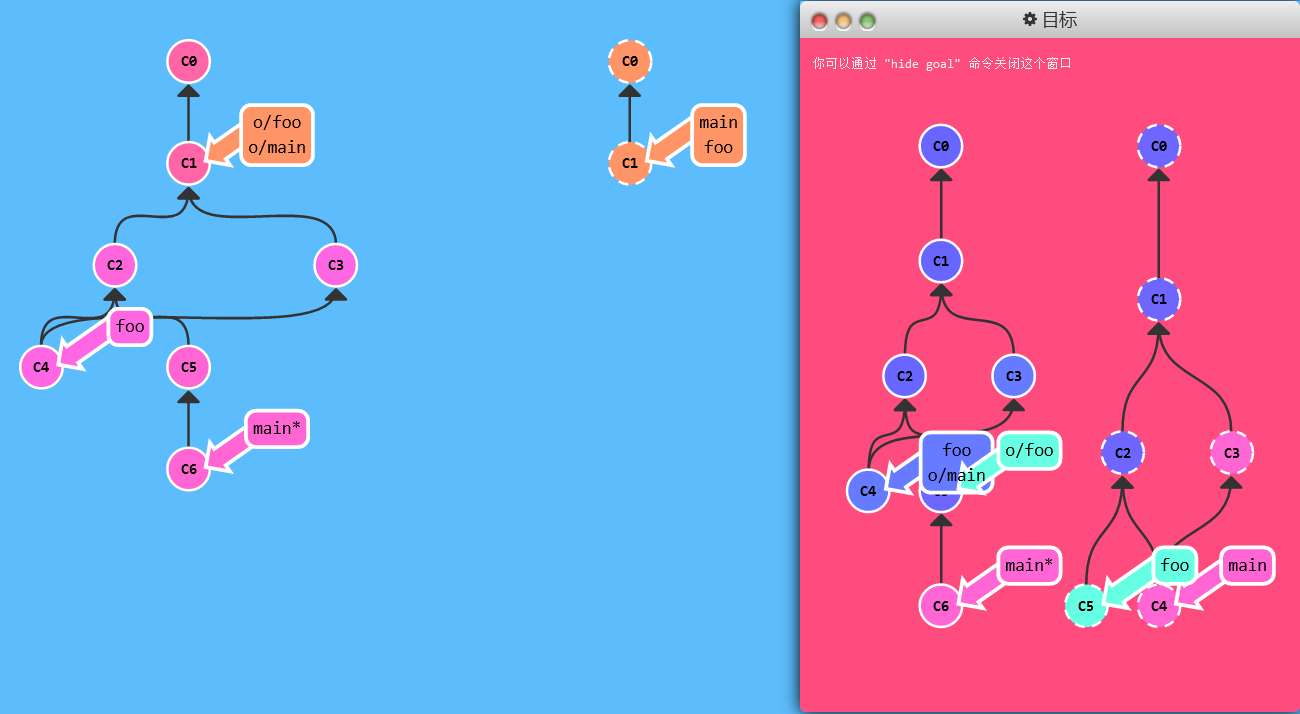 C0
o/foo
o/main
C1
C2
C3
foo
C4
C5
main*
C6
C0
main
foo
C1
目标
你可以通过 "hide goal" 命令关闭这个窗口
C0
C1
C2
C3
foo
o/main
o/foo
C4
main*
C6
C0
C1
C2
C3
foo
main
C5
C4